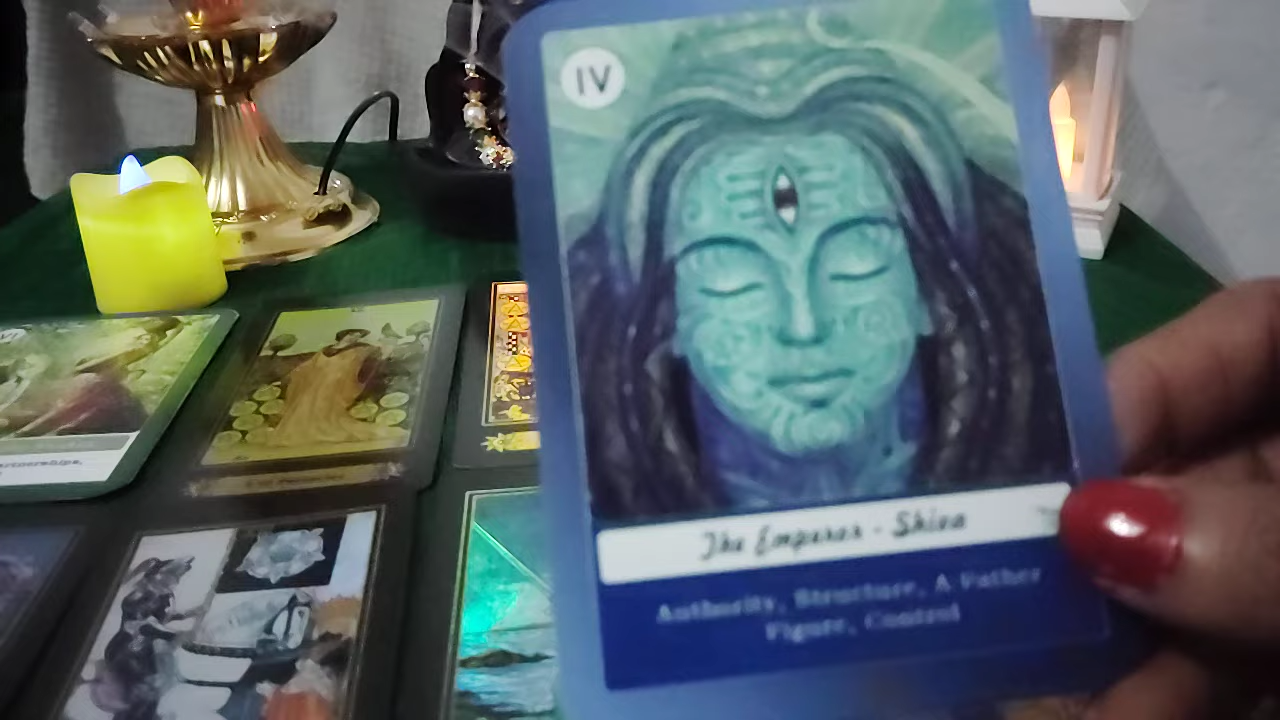 IV
The Emperor - Shiva
Authority, Structure, A Father
Figure, Control